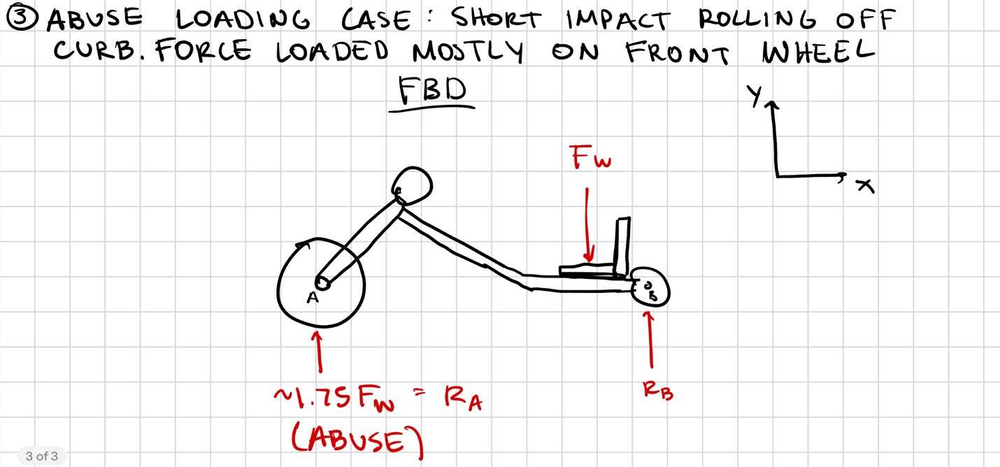 ③ ABUSE LOADING CASE: SHORT IMPACT ROLLING OFF
CURB. FORCE LOADED MOSTLY ON FRONT WHEEL
FBD
Y
X
Fw
A
B
~1.75 Fw = RA
(ABUSE)
RB
3 of 3